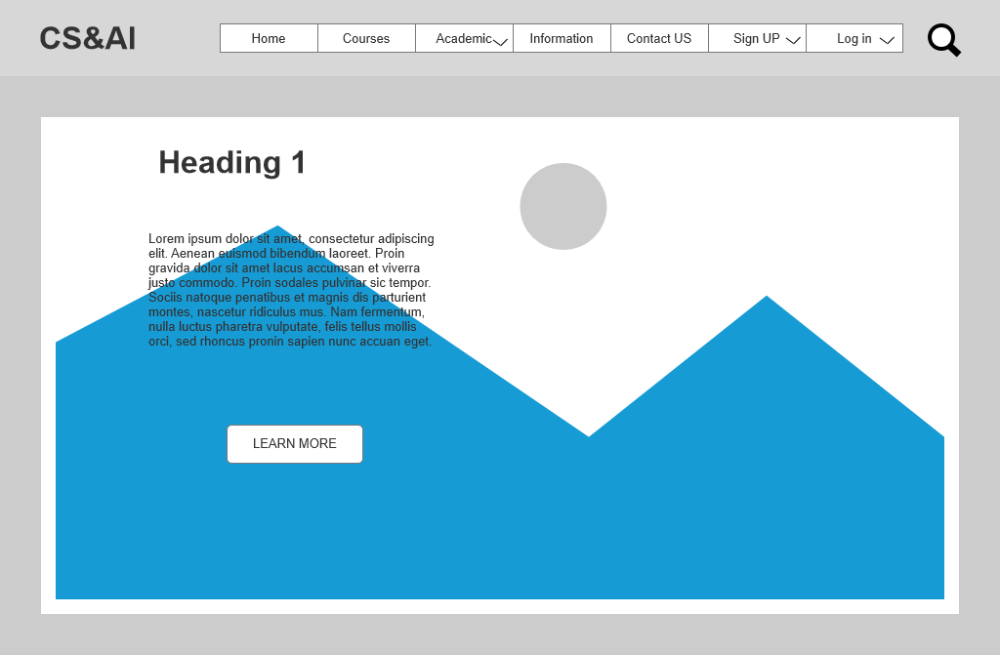 CS&AI
Home Courses Academic Information Contact US Sign UP Log in
Heading 1
Lorem ipsum dolor sit amet, consectetur adipiscing
elit. Aenean euismod bibendum laoreet. Proin
gravida dolor sit amet lacus accumsan et viverra
justo commodo. Proin sodales pulvinar sic tempor.
Sociis natoque penatibus et magnis dis parturient
montes, nascetur ridiculus mus. Nam fermentum,
nulla luctus pharetra vulputate, felis tellus mollis
orci, sed rhoncus pronin sapien nunc accuan eget.
LEARN MORE